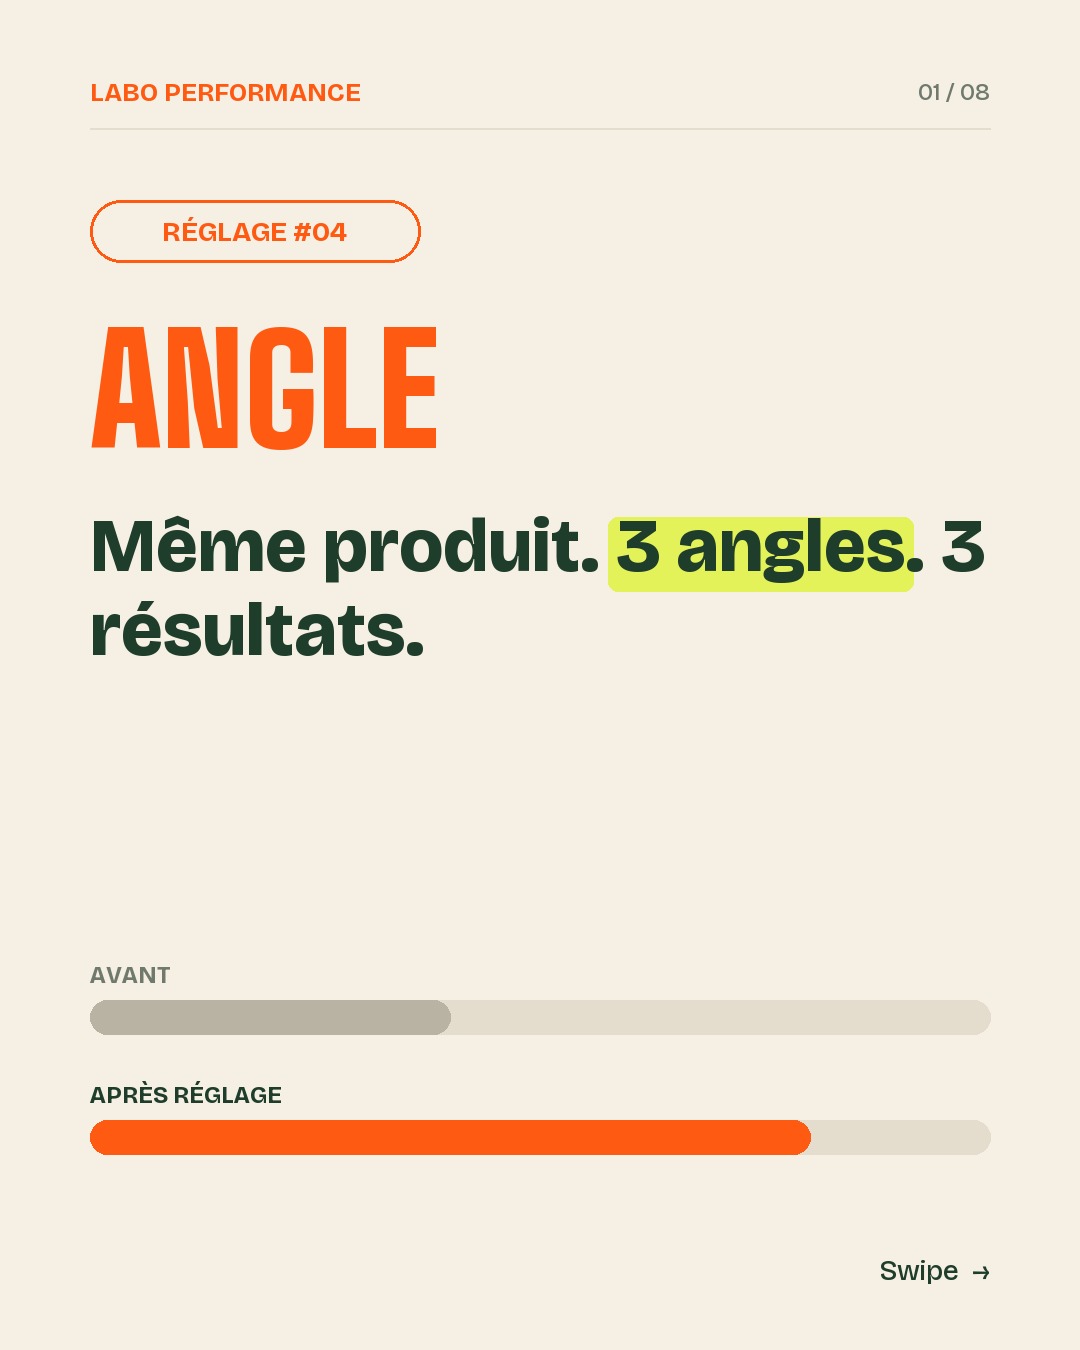 LABO PERFORMANCE
01 / 08
RÉGLAGE #04
ANGLE
Même produit. 3 angles. 3
résultats.
AVANT
APRÈS RÉGLAGE
Swipe →